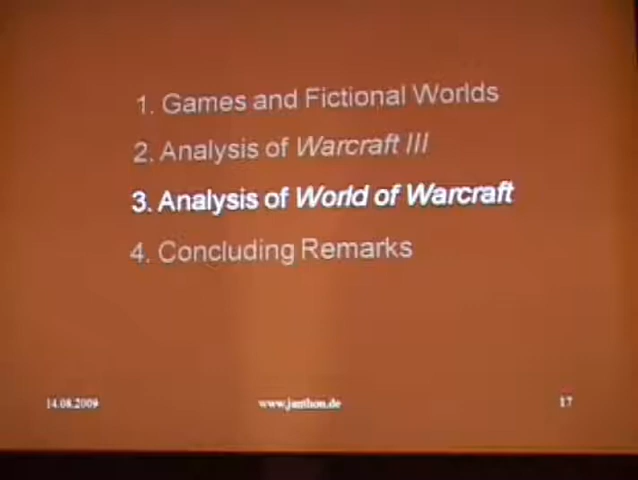 1. Games and Fictional Worlds
2. Analysis of Warcraft III
3. Analysis of World of Warcraft
4. Concluding Remarks
14.08.2009 www.janthon.de 17